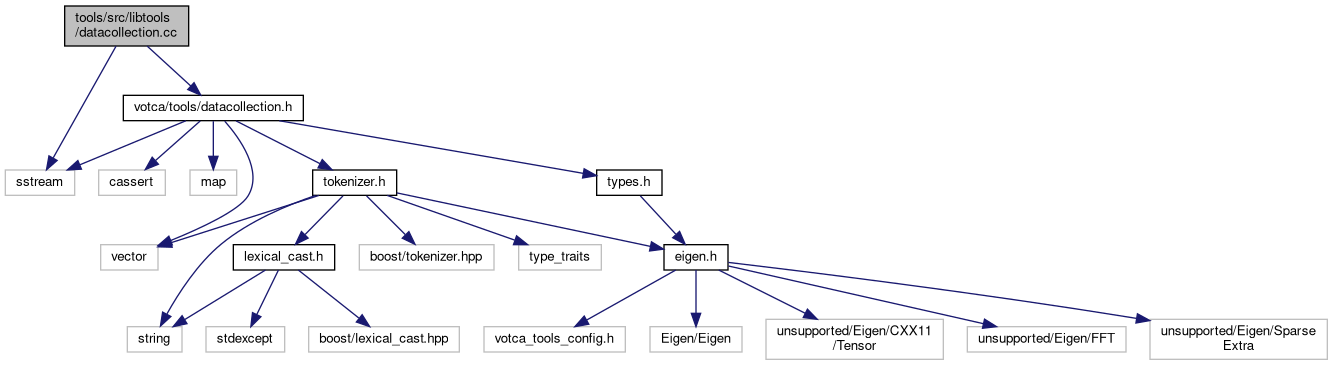 tools/src/libtools
/datacollection.cc
votca/tools/datacollection.h
sstream
cassert
map
tokenizer.h
types.h
vector
lexical_cast.h
boost/tokenizer.hpp
type_traits
eigen.h
string
stdexcept
boost/lexical_cast.hpp
votca_tools_config.h
Eigen/Eigen
unsupported/Eigen/CXX11
/Tensor
unsupported/Eigen/FFT
unsupported/Eigen/Sparse
Extra